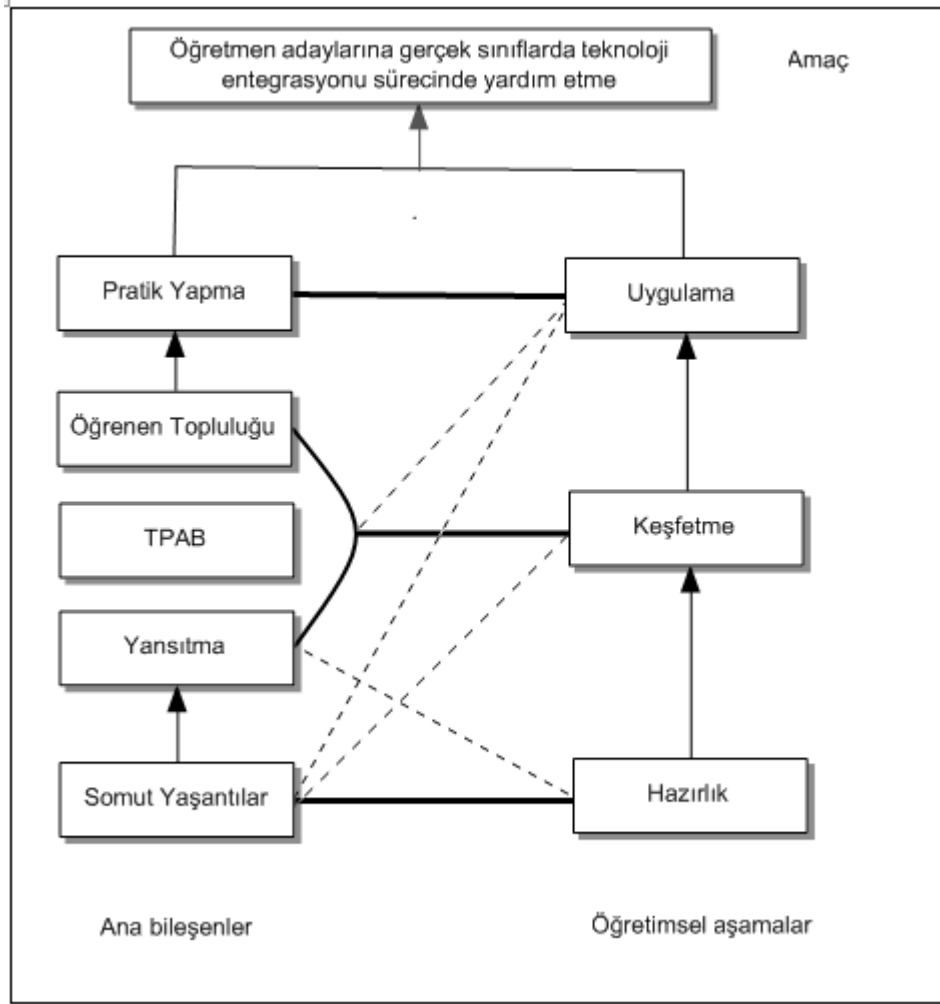 Öğretmen adaylarına gerçek sınıflarda teknoloji
entegrasyonu sürecinde yardım etme
Amaç
Pratik Yapma
Uygulama
Öğrenen Topluluğu
TPAB
Keşfetme
Yansıtma
Somut Yaşantılar
Hazırlık
Ana bileşenler
Öğretimsel aşamalar